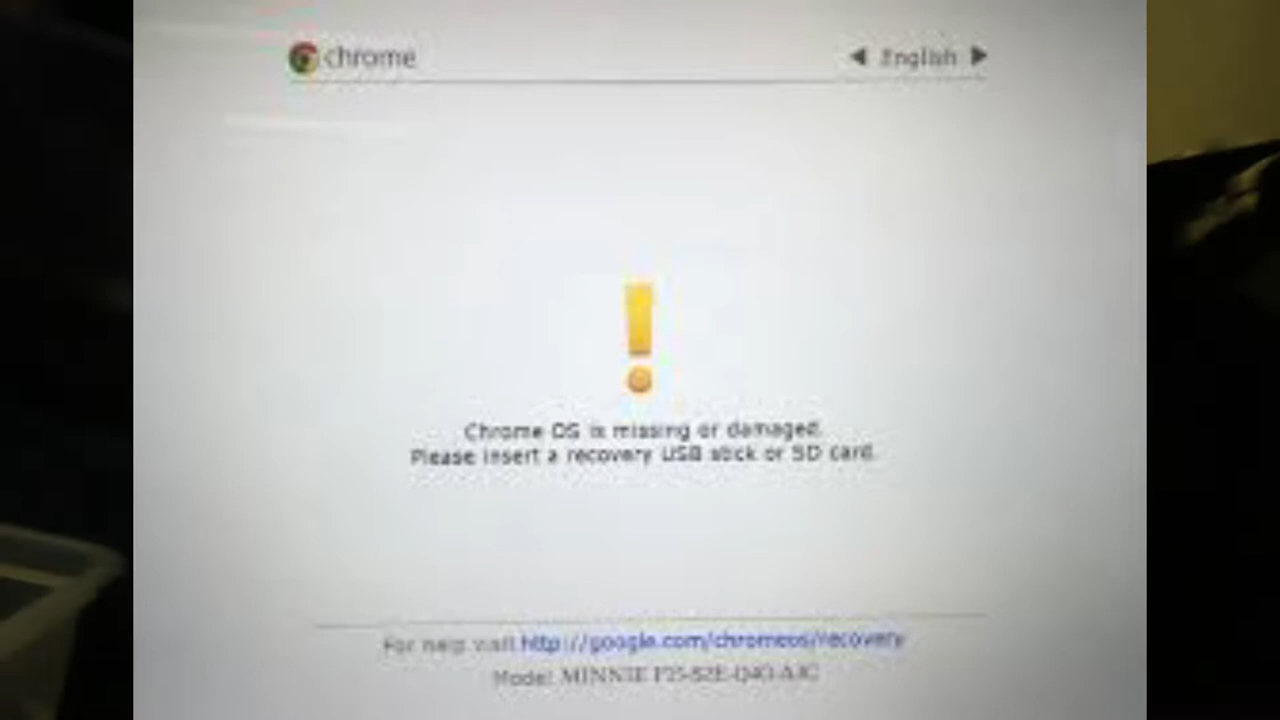 chrome
English
Chrome OS is missing or damaged.
Please insert a recovery USB stick or SD card.
For help visit http://google.com/chromeos/recovery
Model MINNIE